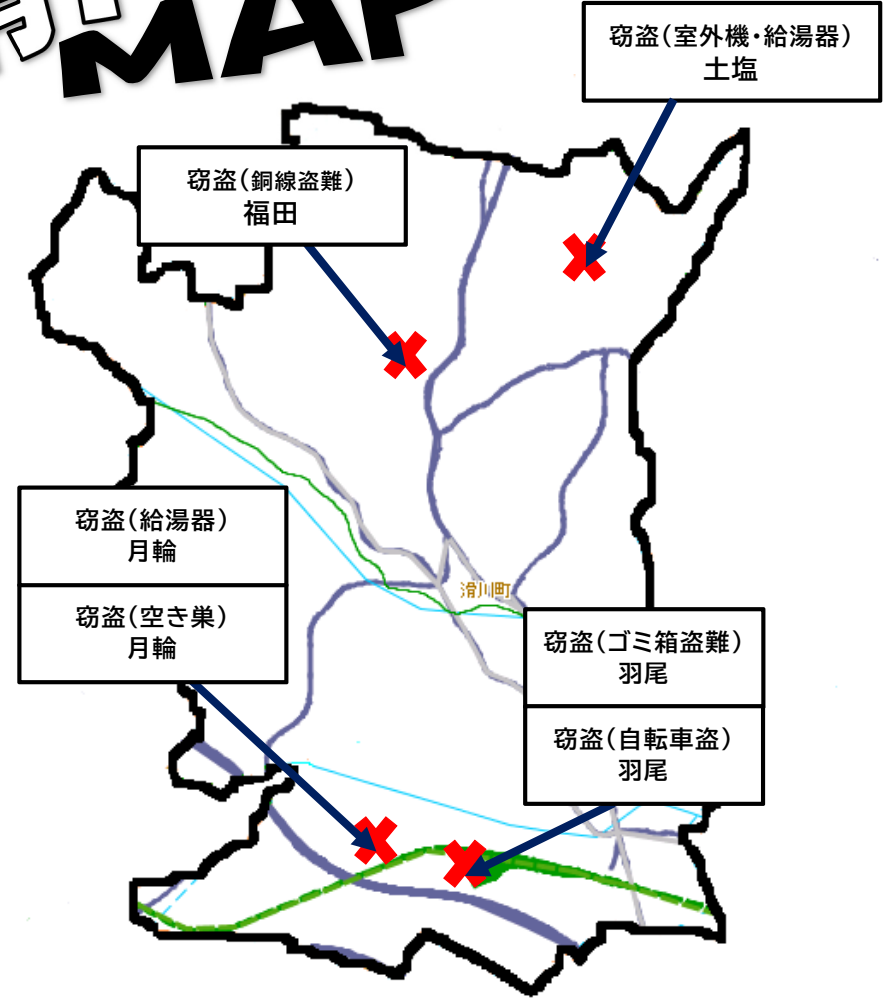 MAP
窃盗(室外機・給湯器)
土塩
窃盗(銅線盗難)
福田
窃盗(給湯器)
月輪
窃盗(空き巣)
月輪
滑川町
窃盗(ゴミ箱盗難)
羽尾
窃盗(自転車盗)
羽尾